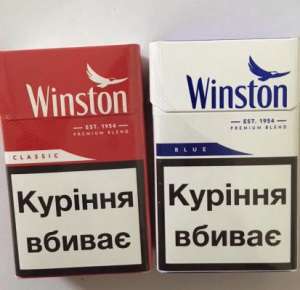 Winston
EST. 1954
PREMIUM BLEND
CLASSIC
Куріння
вбиває
Winston
EST. 1954
PREMIUM BLEND
BLUE
Куріння
вбиває